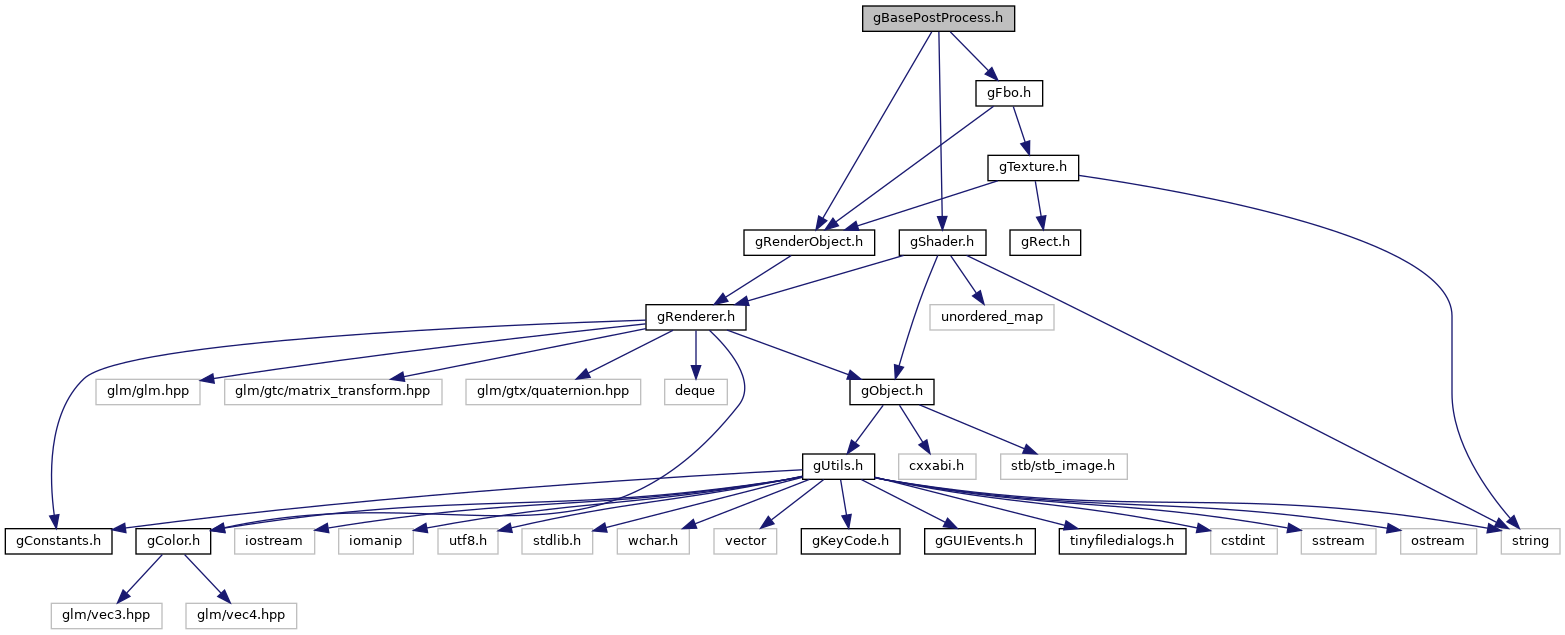 gBasePostProcess.h
gFbo.h
gTexture.h
gRenderObject.h
gShader.h
gRect.h
gRenderer.h
unordered_map
glm/glm.hpp
glm/gtc/matrix_transform.hpp
glm/gtx/quaternion.hpp
deque
gObject.h
gUtils.h
cxxabi.h
stb/stb_image.h
gConstants.h
gColor.h
iostream
iomanip
utf8.h
stdlib.h
wchar.h
vector
gKeyCode.h
gGUIEvents.h
tinyfiledialogs.h
cstdint
sstream
ostream
string
glm/vec3.hpp
glm/vec4.hpp